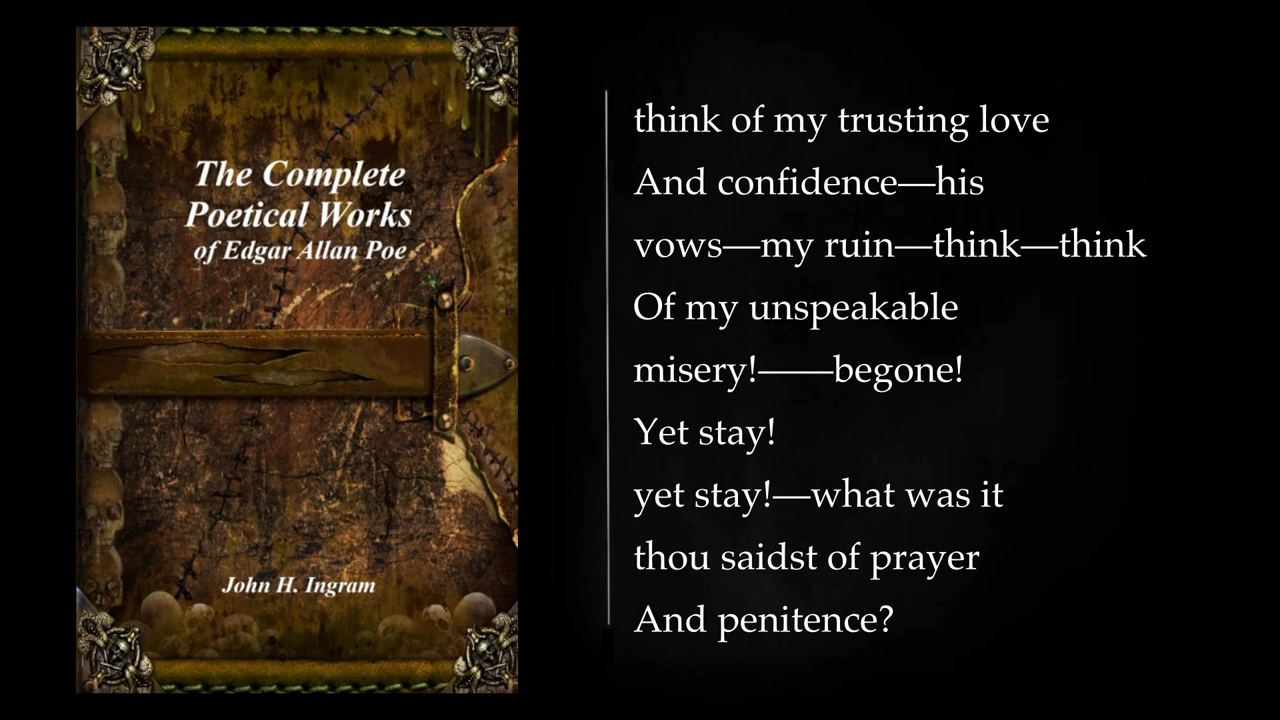 The Complete
Poetical Works
of Edgar Allan Poe
John H. Ingram
think of my trusting love
And confidence—his
vows—my ruin—think—think
Of my unspeakable
misery!——begone!
Yet stay!
yet stay!—what was it
thou saidst of prayer
And penitence?